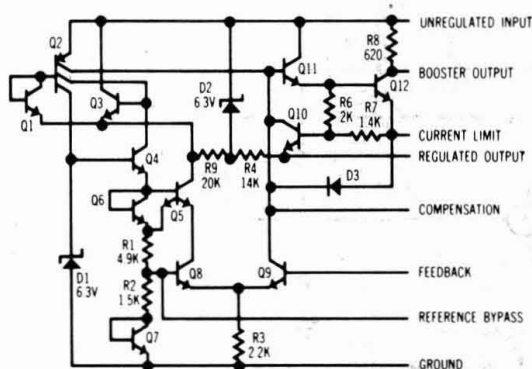 UNREGULATED INPUT
Q2
R8
620
Q11
BOOSTER OUTPUT
D2
6.3V
Q12
Q3
Q10
R6
2K
R7
1.4K
Q1
CURRENT LIMIT
REGULATED OUTPUT
Q4
R9
20K
R4
14K
D3
Q6
Q5
COMPENSATION
R1
4.9K
D1
6.3V
Q8
Q9
FEEDBACK
R2
1.5K
REFERENCE BYPASS
Q7
R3
2.2K
GROUND